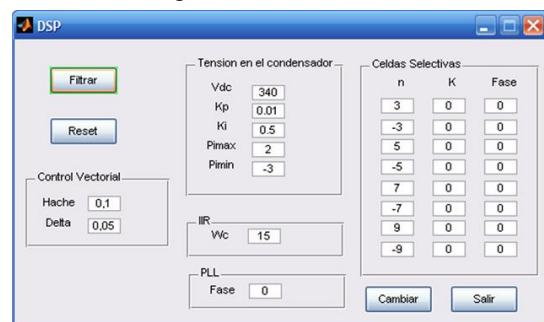 DSP
Filtrar
Reset
Control Vectorial
Hache 0,1
Delta 0,05
Tension en el condensador
Vdc 340
Kp 0.01
Ki 0.5
Pimax 2
Pimin -3
IIR
Wc 15
PLL
Fase 0
Celdas Selectivas
n K Fase
3 0 0
-3 0 0
5 0 0
-5 0 0
7 0 0
-7 0 0
9 0 0
-9 0 0
Cambiar
Salir